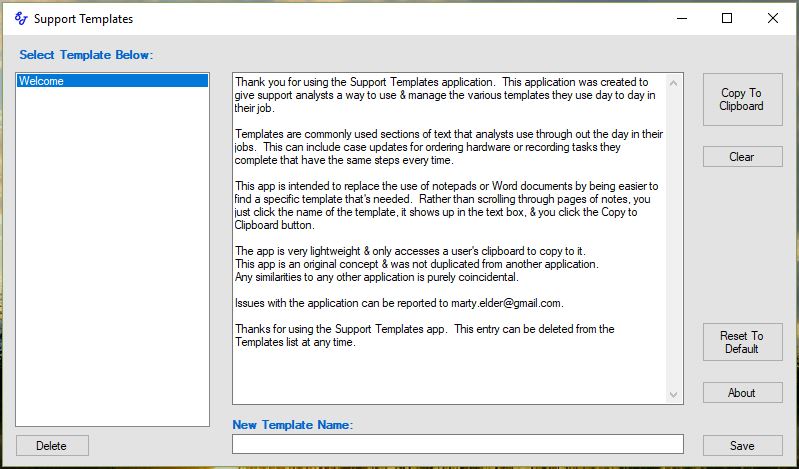 Support Templates
Select Template Below:
Welcome
Thank you for using the Support Templates application.  This application was created to
give support analysts a way to use & manage the various templates they use day to day in
their job.
Templates are commonly used sections of text that analysts use through out the day in their
jobs.  This can include case updates for ordering hardware or recording tasks they
complete that have the same steps every time.
This app is intended to replace the use of notepads or Word documents by being easier to
find a specific template that's needed.  Rather than scrolling through pages of notes, you
just click the name of the template, it shows up in the text box, & you click the Copy to
Clipboard button.
The app is very lightweight & only accesses a user's clipboard to copy to it.
This app is an original concept & was not duplicated from another application.
Any similarities to any other application is purely coincidental.
Issues with the application can be reported to marty.elder@gmail.com.
Thanks for using the Support Templates app.  This entry can be deleted from the
Templates list at any time.
Copy To
Clipboard
Clear
Reset To
Default
About
New Template Name:
Delete
Save